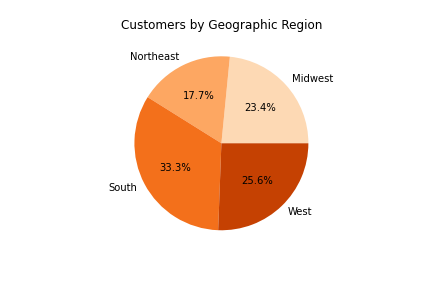 Customers by Geographic Region
Northeast
Midwest
17.7%
23.4%
33.3%
25.6%
South
West